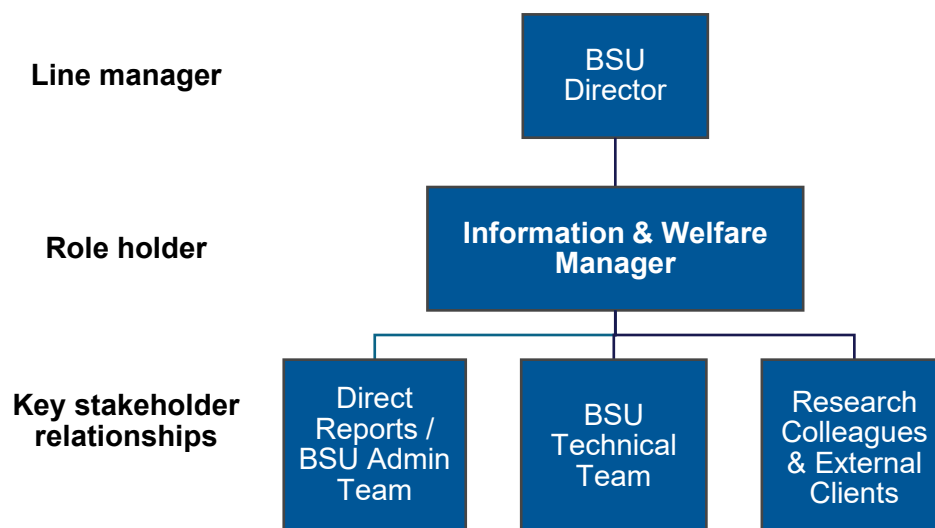 Line manager
BSU
Director
Role holder
Information & Welfare
Manager
Key stakeholder
relationships
Direct
Reports /
BSU Admin
Team
BSU
Technical
Team
Research
Colleagues
& External
Clients